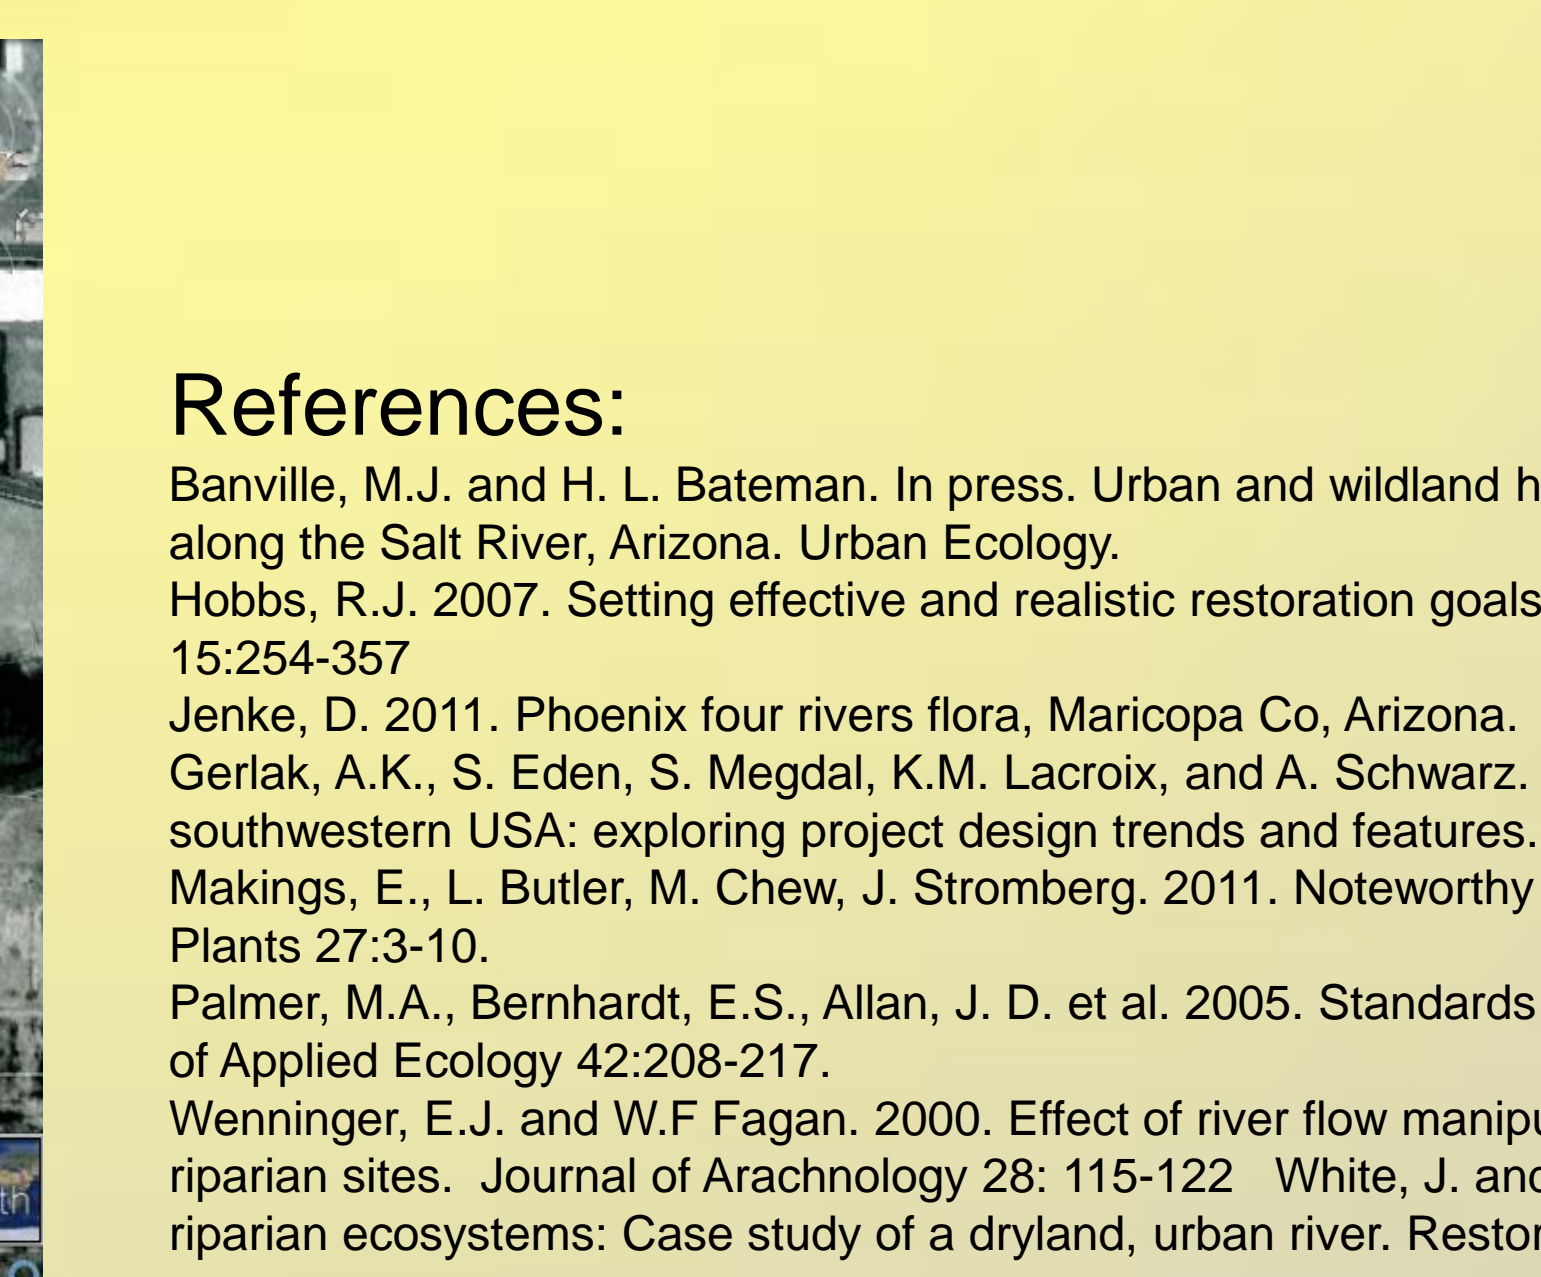 References:
Banville, M.J. and H. L. Bateman. In press. Urban and wildland h
along the Salt River, Arizona. Urban Ecology.
Hobbs, R.J. 2007. Setting effective and realistic restoration goals
15:254-357
Jenke, D. 2011. Phoenix four rivers flora, Maricopa Co, Arizona.
Gerlak, A.K., S. Eden, S. Megdal, K.M. Lacroix, and A. Schwarz.
southwestern USA: exploring project design trends and features.
Makings, E., L. Butler, M. Chew, J. Stromberg. 2011. Noteworthy
Plants 27:3-10.
Palmer, M.A., Bernhardt, E.S., Allan, J. D. et al. 2005. Standards
of Applied Ecology 42:208-217.
Wenninger, E.J. and W.F Fagan. 2000. Effect of river flow manipu
riparian sites.  Journal of Arachnology 28: 115-122   White, J. and
riparian ecosystems: Case study of a dryland, urban river. Restor
th